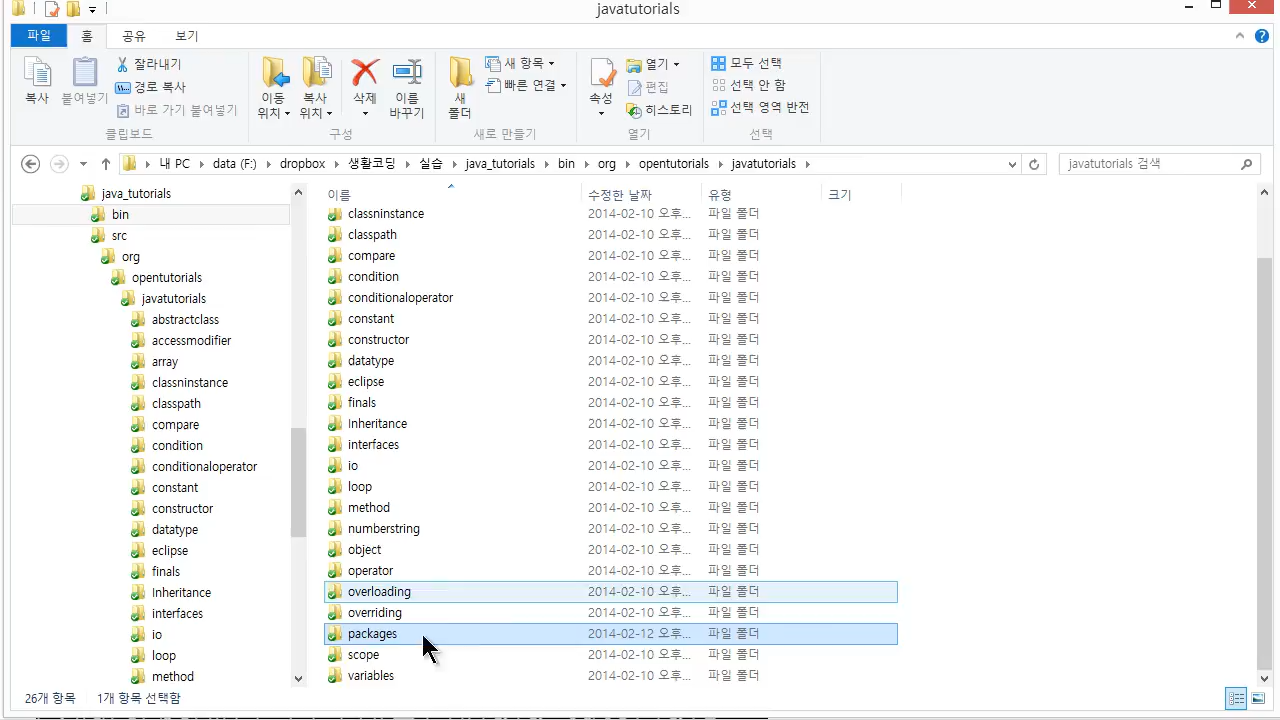 javatutorials
파일 홈 공유 보기
복사 붙여넣기 잘라내기 경로 복사 바로 가기 붙여넣기
이동 위치 복사 위치 삭제 이름 바꾸기
새 폴더 새 항목 빠른 연결
속성 열기 편집 히스토리
모두 선택 선택 안 함 선택 영역 반전
클립보드 구성 새로 만들기 열기 선택
내 PC data (F:) dropbox 생활코딩 실습 java_tutorials bin org opentutorials javatutorials
javatutorials 검색
java_tutorials
bin
src
org
opentutorials
javatutorials
abstractclass
accessmodifier
array
classninstance
classpath
compare
condition
conditionaloperator
constant
constructor
datatype
eclipse
finals
Inheritance
interfaces
io
loop
method
이름 수정한 날짜 유형 크기
classninstance 2014-02-10 오후... 파일 폴더
classpath 2014-02-10 오후... 파일 폴더
compare 2014-02-10 오후... 파일 폴더
condition 2014-02-10 오후... 파일 폴더
conditionaloperator 2014-02-10 오후... 파일 폴더
constant 2014-02-10 오후... 파일 폴더
constructor 2014-02-10 오후... 파일 폴더
datatype 2014-02-10 오후... 파일 폴더
eclipse 2014-02-10 오후... 파일 폴더
finals 2014-02-10 오후... 파일 폴더
Inheritance 2014-02-10 오후... 파일 폴더
interfaces 2014-02-10 오후... 파일 폴더
io 2014-02-10 오후... 파일 폴더
loop 2014-02-10 오후... 파일 폴더
method 2014-02-10 오후... 파일 폴더
numberstring 2014-02-10 오후... 파일 폴더
object 2014-02-10 오후... 파일 폴더
operator 2014-02-10 오후... 파일 폴더
overloading 2014-02-10 오후... 파일 폴더
overriding 2014-02-10 오후... 파일 폴더
packages 2014-02-12 오후... 파일 폴더
scope 2014-02-10 오후... 파일 폴더
variables 2014-02-10 오후... 파일 폴더
26개 항목 1개 항목 선택함